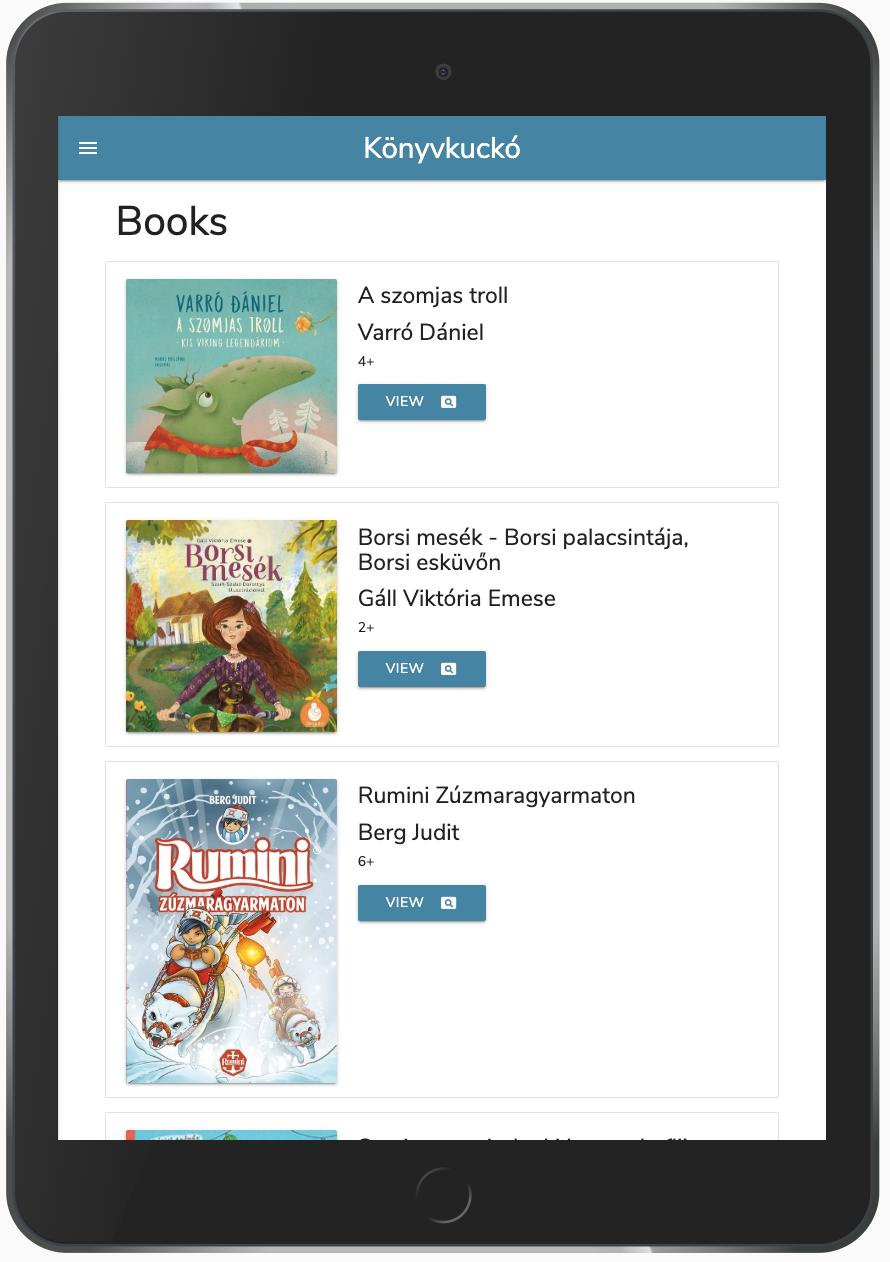 Könyvkuckó
Books
VARRÓ DÁNIEL
A SZOMJAS TROLL
- KIS VIKING LEGENDÁRIUM -
A szomjas troll
Varró Dániel
4+
VIEW
Gáll Viktória Emese
Borsi
mesék
Borsi mesék - Borsi palacsintája,
Borsi esküvőn
Gáll Viktória Emese
2+
VIEW
BERG JUDIT
Rumini
ZÚZMARAGYARMATON
Rumini
Rumini Zúzmaragyarmaton
Berg Judit
6+
VIEW